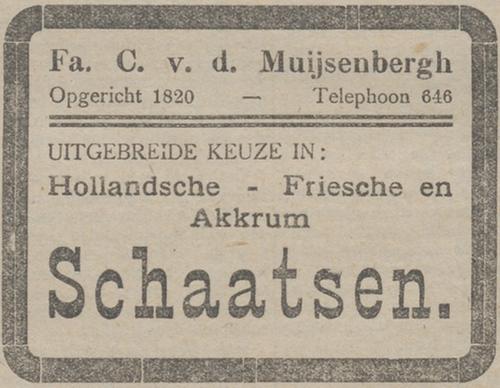 Fa. C. v. d. Muijsenbergh
Opgericht 1820 — Telephoon 646
UITGEBREIDE KEUZE IN:
Hollandsche - Friesche en
Akkrum
Schaatsen.